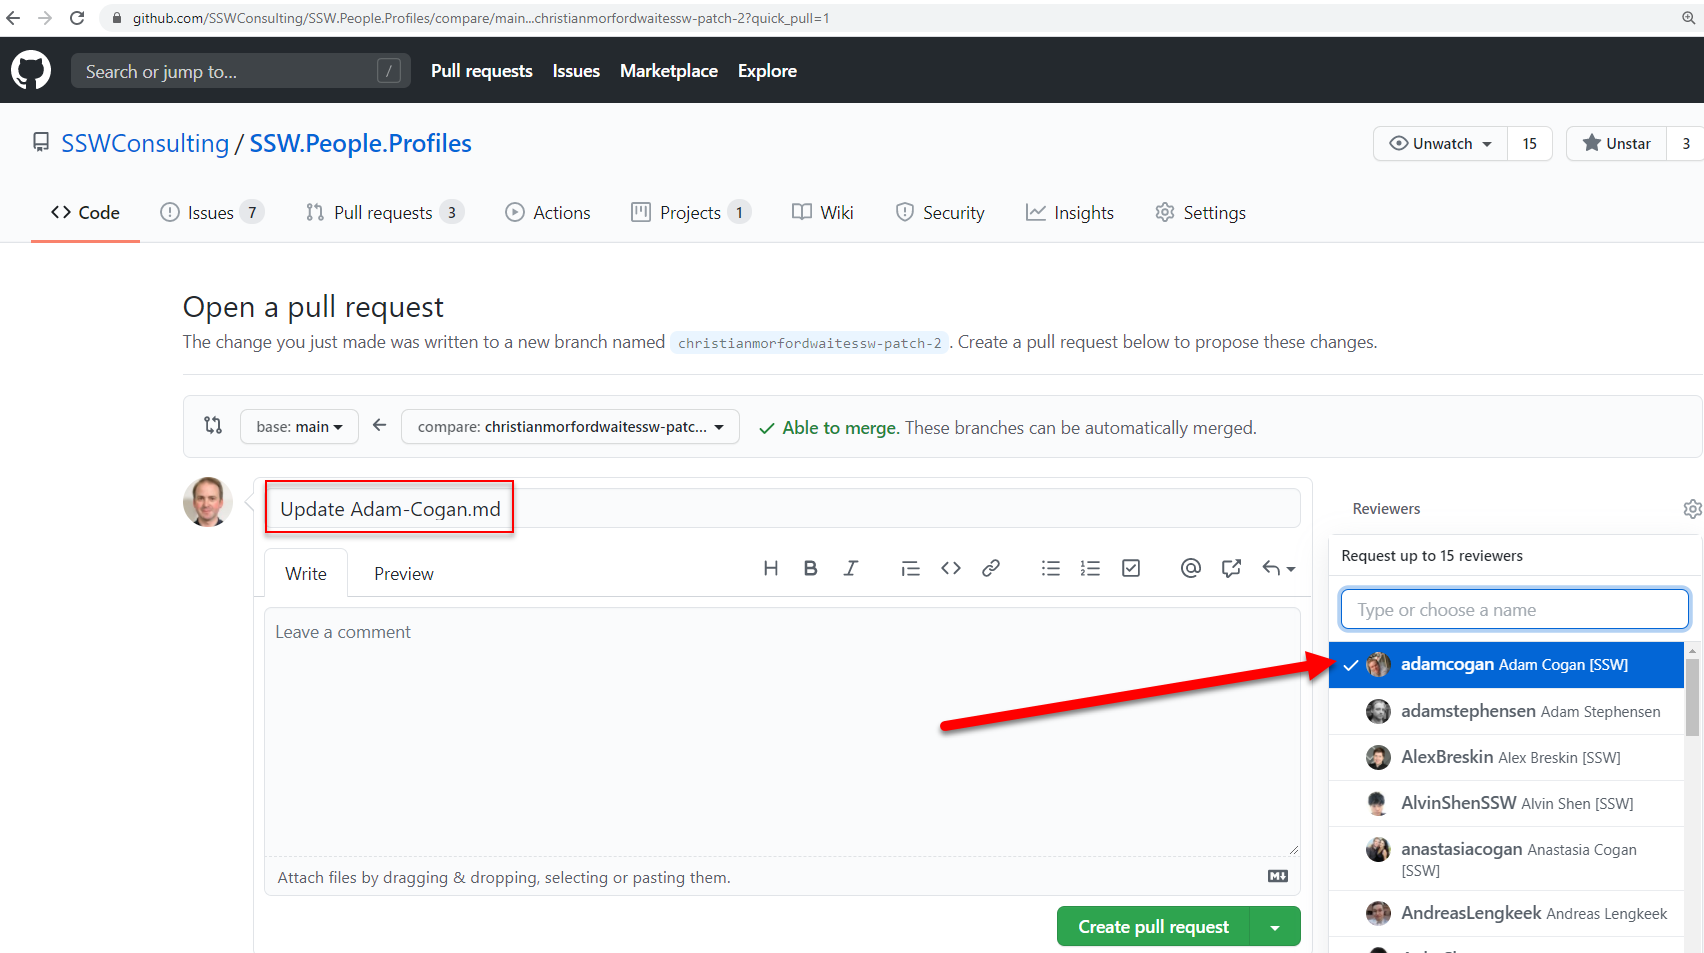 github.com/SSWConsulting/SSW.People.Profiles/compare/main...christianmorfordwaitessw-patch-2?quick_pull=1
Search or jump to... / Pull requests Issues Marketplace Explore
SSWConsulting / SSW.People.Profiles Unwatch 15 Unstar 3
Code Issues 7 Pull requests 3 Actions Projects 1 Wiki Security Insights Settings
Open a pull request
The change you just made was written to a new branch named christianmorfordwaitessw-patch-2. Create a pull request below to propose these changes.
base: main compare: christianmorfordwaitessw-patc... Able to merge. These branches can be automatically merged.
Update Adam-Cogan.md
Write Preview
Leave a comment
Attach files by dragging & dropping, selecting or pasting them.
Create pull request
Reviewers
Request up to 15 reviewers
Type or choose a name
adamcogan Adam Cogan [SSW]
adamstephensen Adam Stephensen
AlexBreskin Alex Breskin [SSW]
AlvinShenSSW Alvin Shen [SSW]
anastasiacogan Anastasia Cogan
[SSW]
AndreasLengkeek Andreas Lengkeek